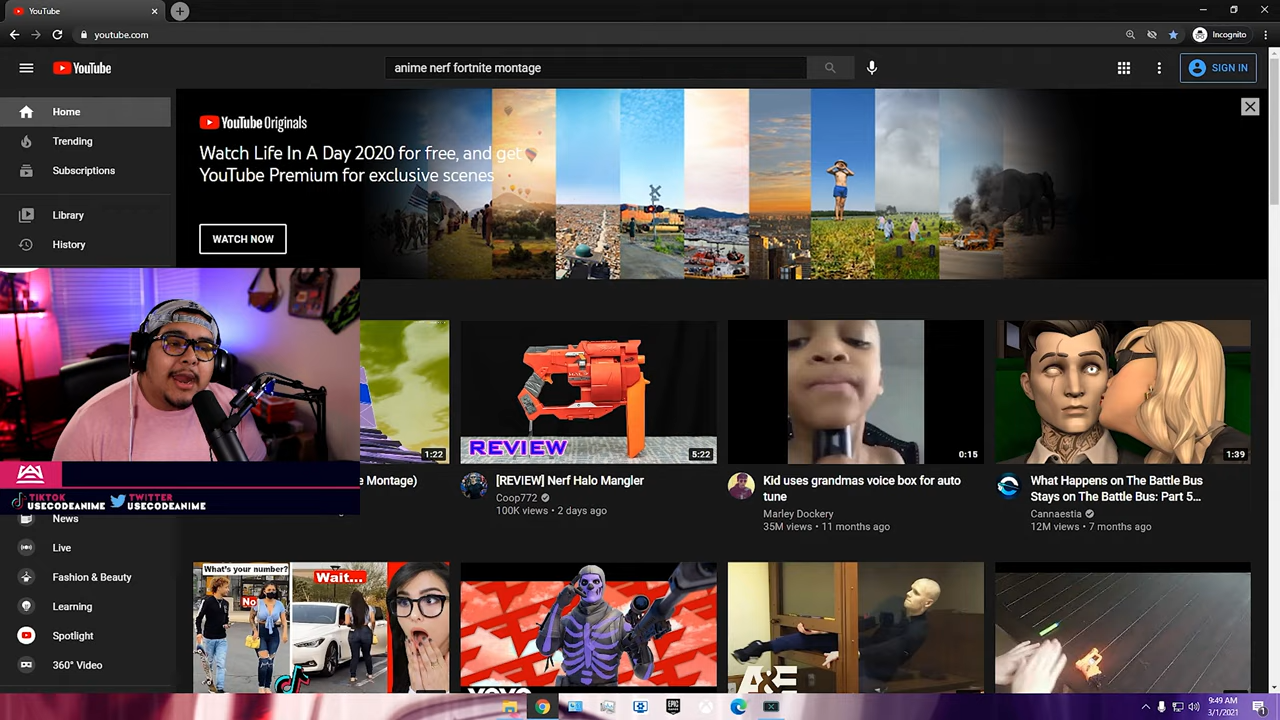 YouTube
youtube.com
Incognito
YouTube
anime nerf fortnite montage
SIGN IN
Home
Trending
Subscriptions
Library
History
YouTube Originals
Watch Life In A Day 2020 for free, and get
YouTube Premium for exclusive scenes
WATCH NOW
1:22
REVIEW
5:22
0:15
1:39
e Montage)
[REVIEW] Nerf Halo Mangler
Coop772
100K views • 2 days ago
Kid uses grandmas voice box for auto
tune
Marley Dockery
35M views • 11 months ago
What Happens on The Battle Bus
Stays on The Battle Bus: Part 5...
Cannaestia
12M views • 7 months ago
TIKTOK
USECODEANIME
TWITTER
USECODEANIME
News
Live
Fashion & Beauty
Learning
Spotlight
360° Video
What's your number?
No
Wait...
A&E
EPIC
9:49 AM
3/1/2021